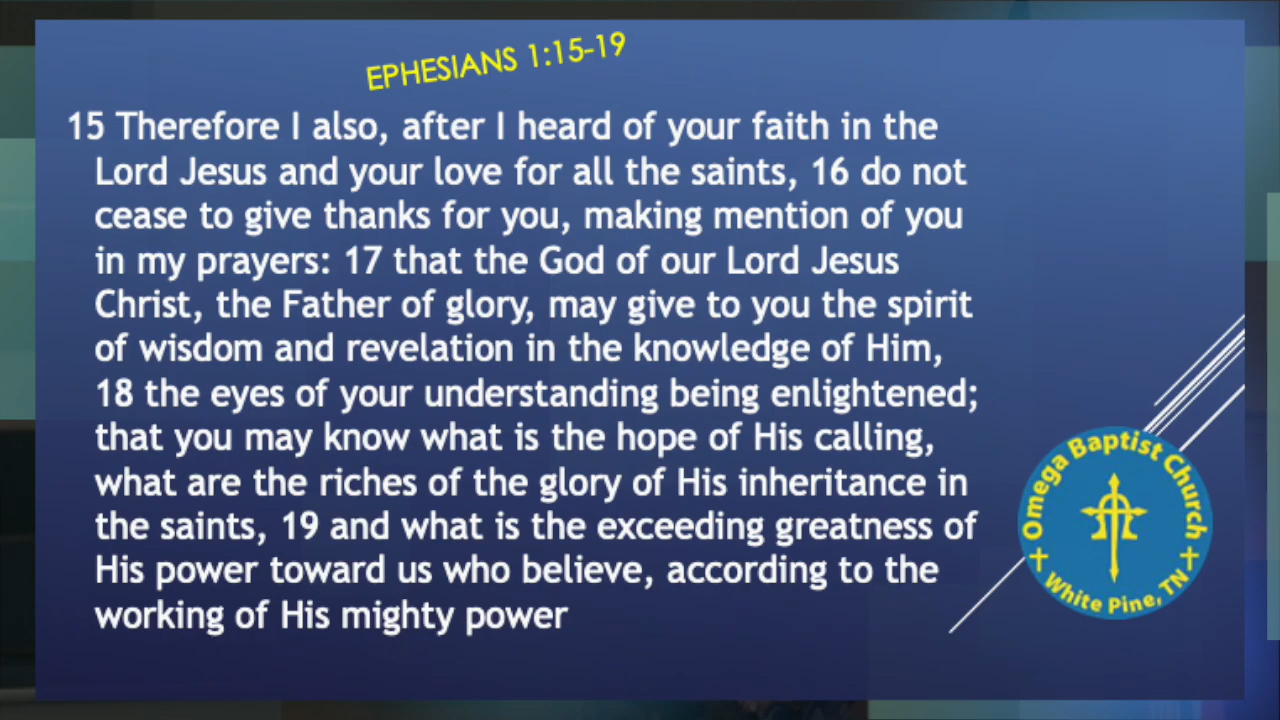 EPHESIANS 1:15-19
15 Therefore I also, after I heard of your faith in the
Lord Jesus and your love for all the saints, 16 do not
cease to give thanks for you, making mention of you
in my prayers: 17 that the God of our Lord Jesus
Christ, the Father of glory, may give to you the spirit
of wisdom and revelation in the knowledge of Him,
18 the eyes of your understanding being enlightened;
that you may know what is the hope of His calling,
what are the riches of the glory of His inheritance in
the saints, 19 and what is the exceeding greatness of
His power toward us who believe, according to the
working of His mighty power
Omega Baptist Church
White Pine, TN